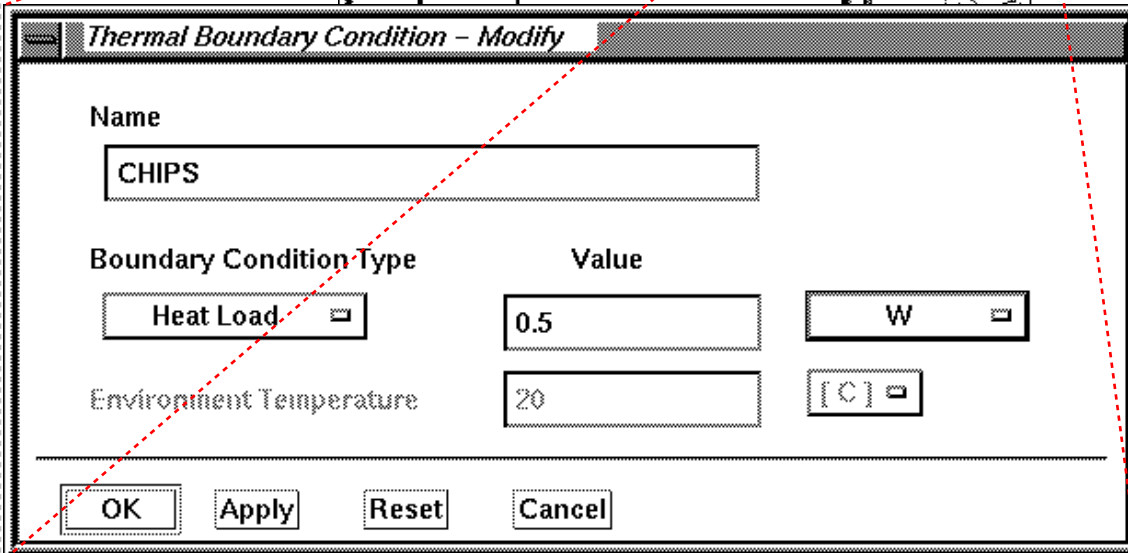 Thermal Boundary Condition – Modify
Name
CHIPS
Boundary Condition Type Value
Heat Load 0.5 W
Environment Temperature 20 [ C ]
OK Apply Reset Cancel